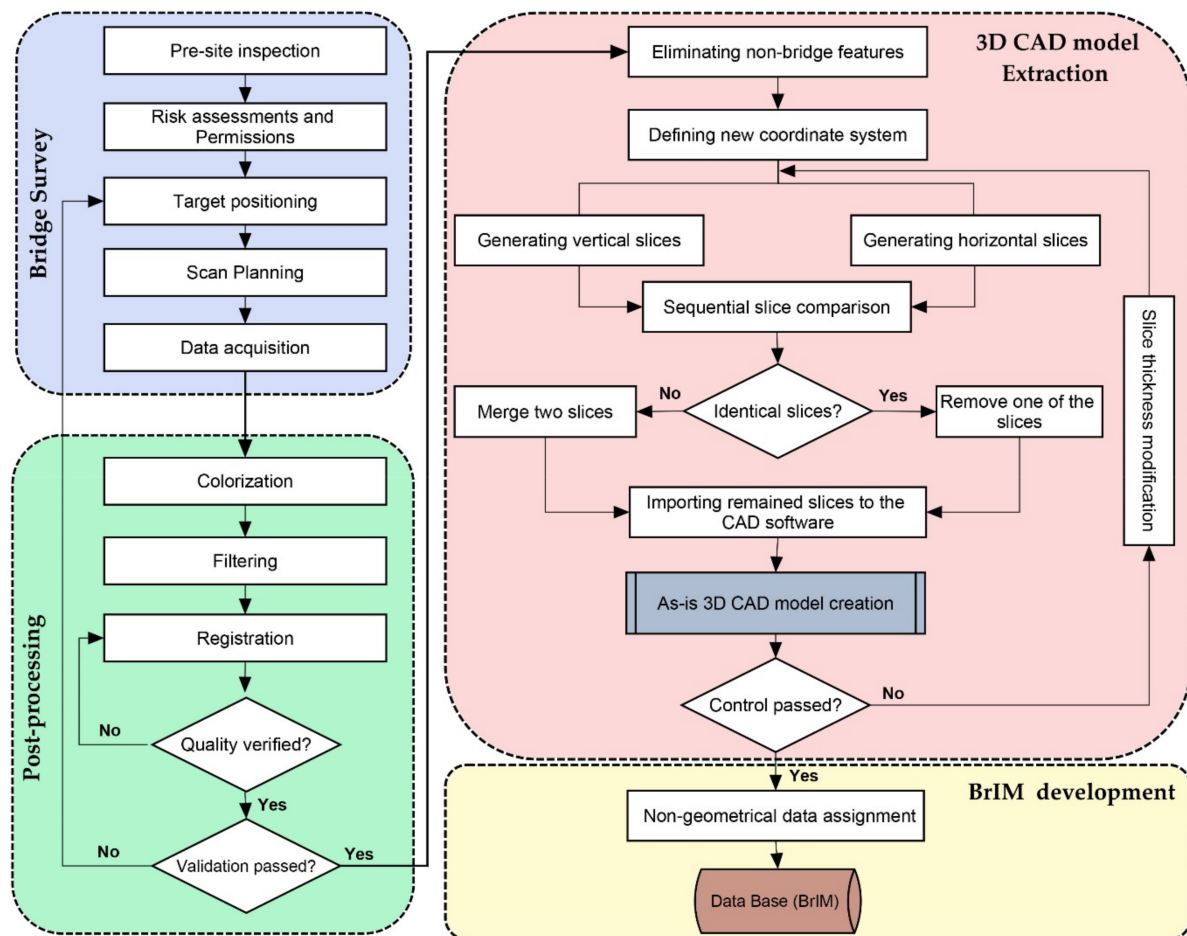 Bridge Survey
Pre-site inspection
Risk assessments and
Permissions
Target positioning
Scan Planning
Data acquisition
Post-processing
Colorization
Filtering
Registration
Quality verified?
No
Yes
Validation passed?
No
Yes
3D CAD model
Extraction
Eliminating non-bridge features
Defining new coordinate system
Generating vertical slices
Generating horizontal slices
Sequential slice comparison
Identical slices?
No
Yes
Merge two slices
Remove one of the
slices
Importing remained slices to the
CAD software
As-is 3D CAD model creation
Control passed?
No
Slice thickness modification
Yes
BrIM development
Non-geometrical data assignment
Data Base (BrIM)